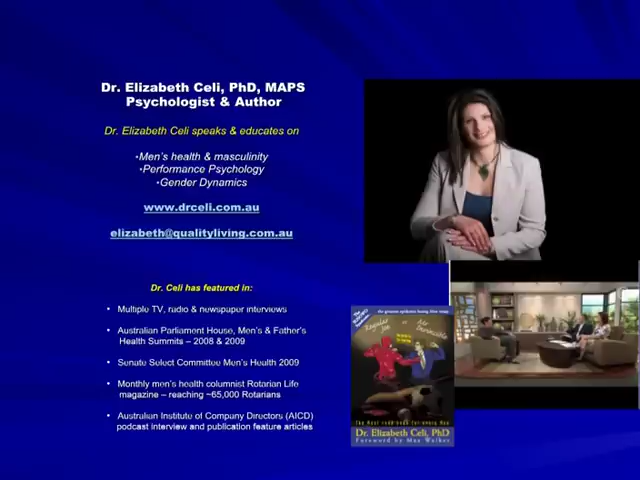 Dr. Elizabeth Celi, PhD, MAPS
Psychologist & Author
Dr. Elizabeth Celi speaks & educates on
•Men's health & masculinity
•Performance Psychology
•Gender Dynamics
www.drceli.com.au
elizabeth@qualityliving.com.au
Dr. Celi has featured in:
• Multiple TV, radio & newspaper interviews
• Australian Parliament House, Men's & Father's
Health Summits – 2008 & 2009
• Senate Select Committee Men's Health 2009
• Monthly men's health columnist Rotarian Life
magazine – reaching ~65,000 Rotarians
• Australian Institute of Company Directors (AICD)
podcast interview and publication feature articles
Regular Joe
Dr. Elizabeth Celi, PhD
Foreword by Max Walker